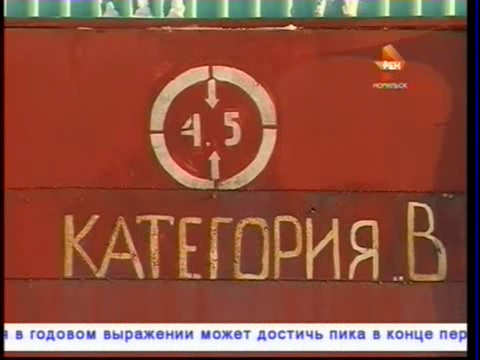 РЕН
НОРИЛЬСК
4.5
КАТЕГОРИЯ..В
я в годовом выражении может достичь пика в конце пер